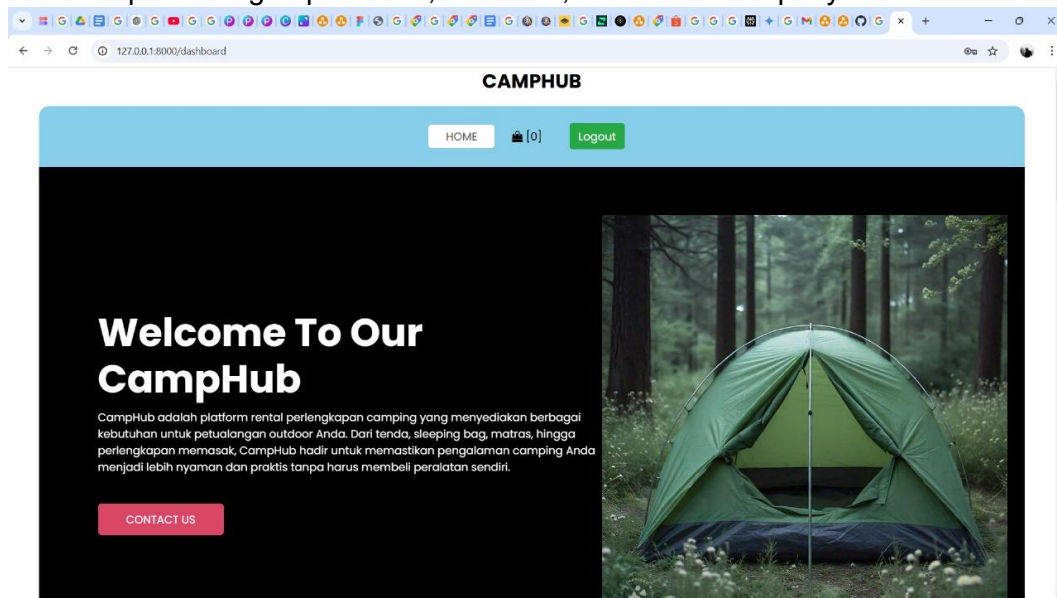 127.0.0.1:8000/dashboard
CAMPHUB
HOME
[0]
Logout
Welcome To Our
CampHub
CampHub adalah platform rental perlengkapan camping yang menyediakan berbagai
kebutuhan untuk petualangan outdoor Anda. Dari tenda, sleeping bag, matras, hingga
perlengkapan memasak, CampHub hadir untuk memastikan pengalaman camping Anda
menjadi lebih nyaman dan praktis tanpa harus membeli peralatan sendiri.
CONTACT US